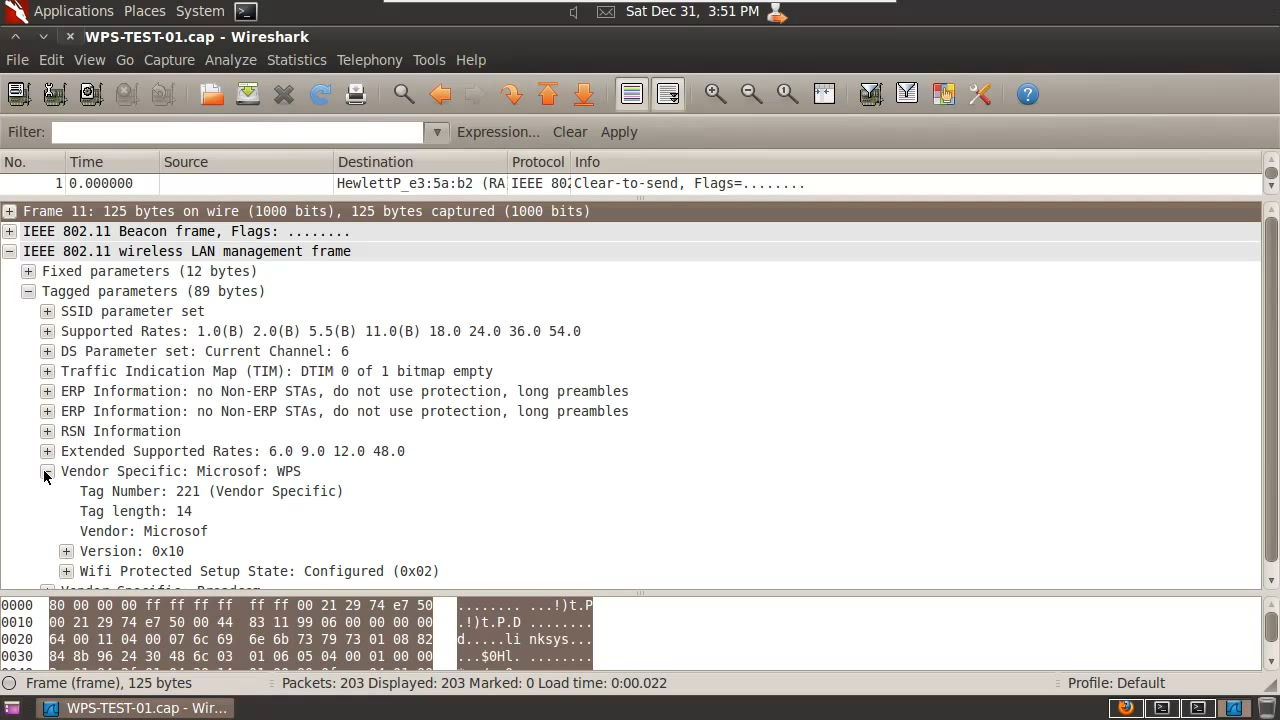 Applications Places System Sat Dec 31, 3:51 PM
WPS-TEST-01.cap - Wireshark
File Edit View Go Capture Analyze Statistics Telephony Tools Help
Filter: Expression... Clear Apply
No. Time Source Destination Protocol Info
1 0.000000 HewlettP_e3:5a:b2 (RA IEEE 802 Clear-to-send, Flags=........
Frame 11: 125 bytes on wire (1000 bits), 125 bytes captured (1000 bits)
IEEE 802.11 Beacon frame, Flags: ........
IEEE 802.11 wireless LAN management frame
Fixed parameters (12 bytes)
Tagged parameters (89 bytes)
SSID parameter set
Supported Rates: 1.0(B) 2.0(B) 5.5(B) 11.0(B) 18.0 24.0 36.0 54.0
DS Parameter set: Current Channel: 6
Traffic Indication Map (TIM): DTIM 0 of 1 bitmap empty
ERP Information: no Non-ERP STAs, do not use protection, long preambles
ERP Information: no Non-ERP STAs, do not use protection, long preambles
RSN Information
Extended Supported Rates: 6.0 9.0 12.0 48.0
Vendor Specific: Microsof: WPS
Tag Number: 221 (Vendor Specific)
Tag length: 14
Vendor: Microsof
Version: 0x10
Wifi Protected Setup State: Configured (0x02)
0000 80 00 00 00 ff ff ff ff ff ff 00 21 29 74 e7 50 ........ ...!)t.P
0010 00 21 29 74 e7 50 00 44 83 11 99 06 00 00 00 00 .!)t.P.D ........
0020 64 00 11 04 00 07 6c 69 6e 6b 73 79 73 01 08 82 d.....li nksys...
0030 84 8b 96 24 30 48 6c 03 01 06 05 04 00 01 00 00 ...$0Hl. ........
Frame (frame), 125 bytes Packets: 203 Displayed: 203 Marked: 0 Load time: 0:00.022 Profile: Default
WPS-TEST-01.cap - Wir...